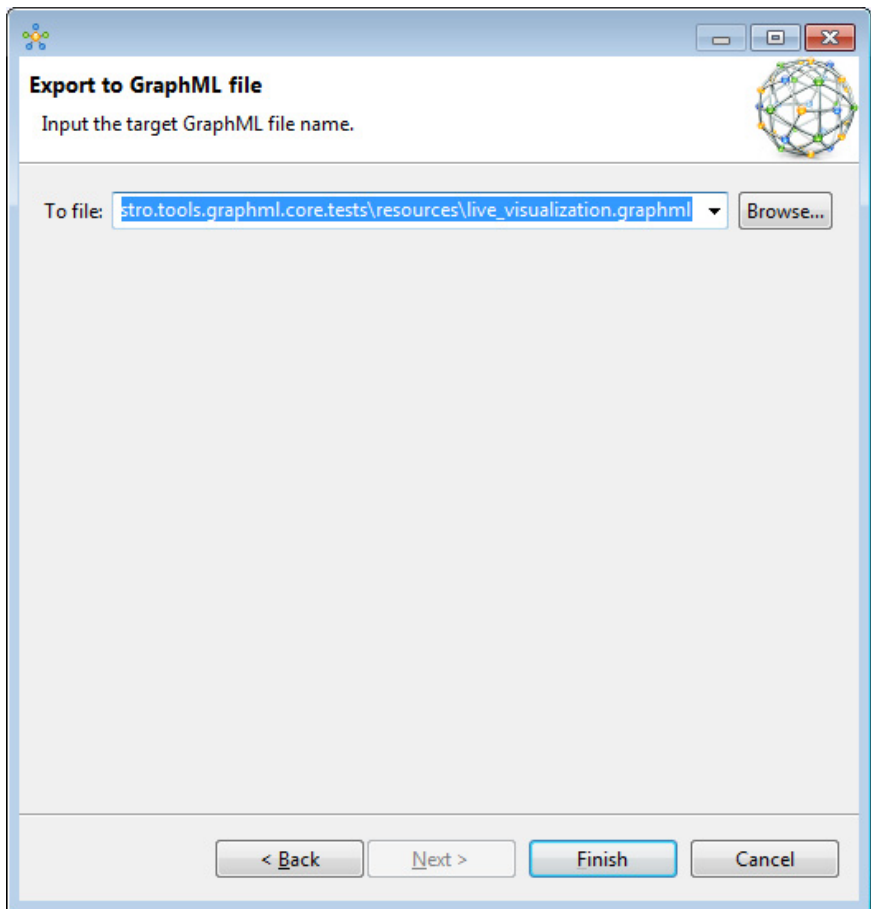 Export to GraphML file
Input the target GraphML file name.
To file: stro.tools.graphml.core.tests\resources\live_visualization.graphml Browse...
< Back Next > Finish Cancel